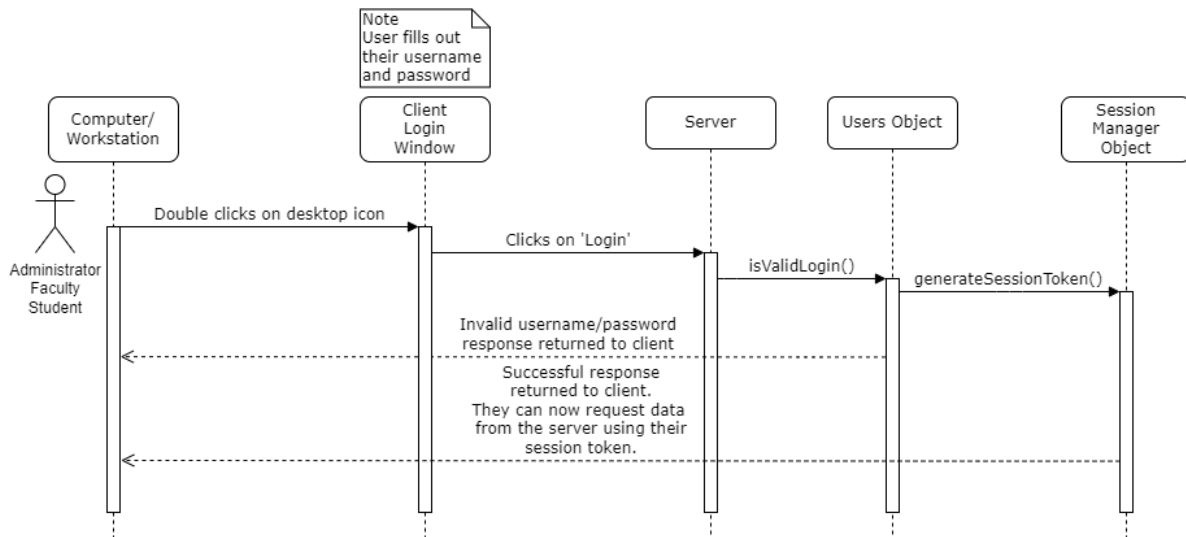 Note
User fills out
their username
and password
Computer/
Workstation
Client
Login
Window
Server
Users Object
Session
Manager
Object
Administrator
Faculty
Student
Double clicks on desktop icon
Clicks on 'Login'
isValidLogin()
generateSessionToken()
Invalid username/password
response returned to client
Successful response
returned to client.
They can now request data
from the server using their
session token.